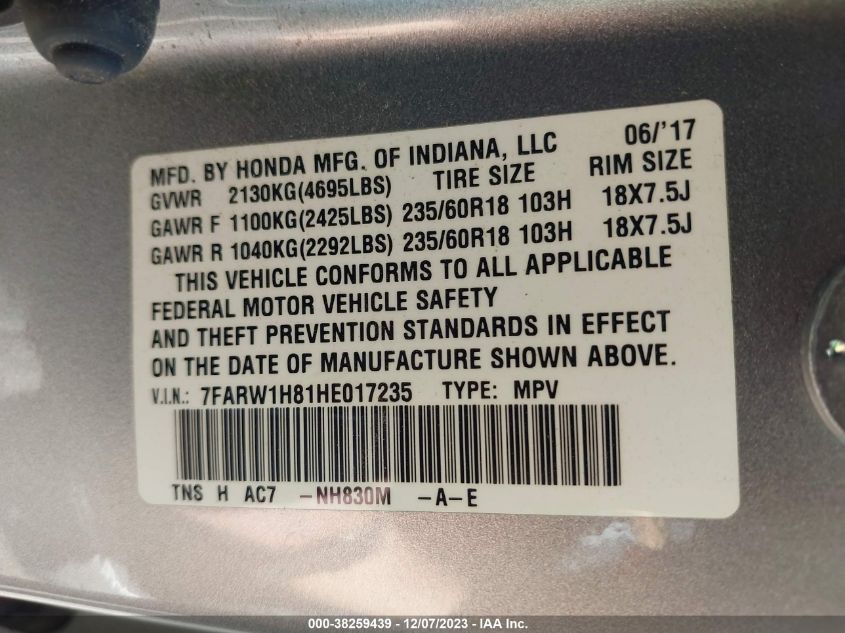 MFD. BY HONDA MFG. OF INDIANA, LLC 06/'17
GVWR 2130KG(4695LBS) TIRE SIZE RIM SIZE
GAWR F 1100KG(2425LBS) 235/60R18 103H 18X7.5J
GAWR R 1040KG(2292LBS) 235/60R18 103H 18X7.5J
THIS VEHICLE CONFORMS TO ALL APPLICABLE
FEDERAL MOTOR VEHICLE SAFETY
AND THEFT PREVENTION STANDARDS IN EFFECT
ON THE DATE OF MANUFACTURE SHOWN ABOVE.
V.I.N.: 7FARW1H81HE017235 TYPE: MPV
TNS H AC7 -NH830M -A-E
000-38259439 - 12/07/2023 - IAA Inc.